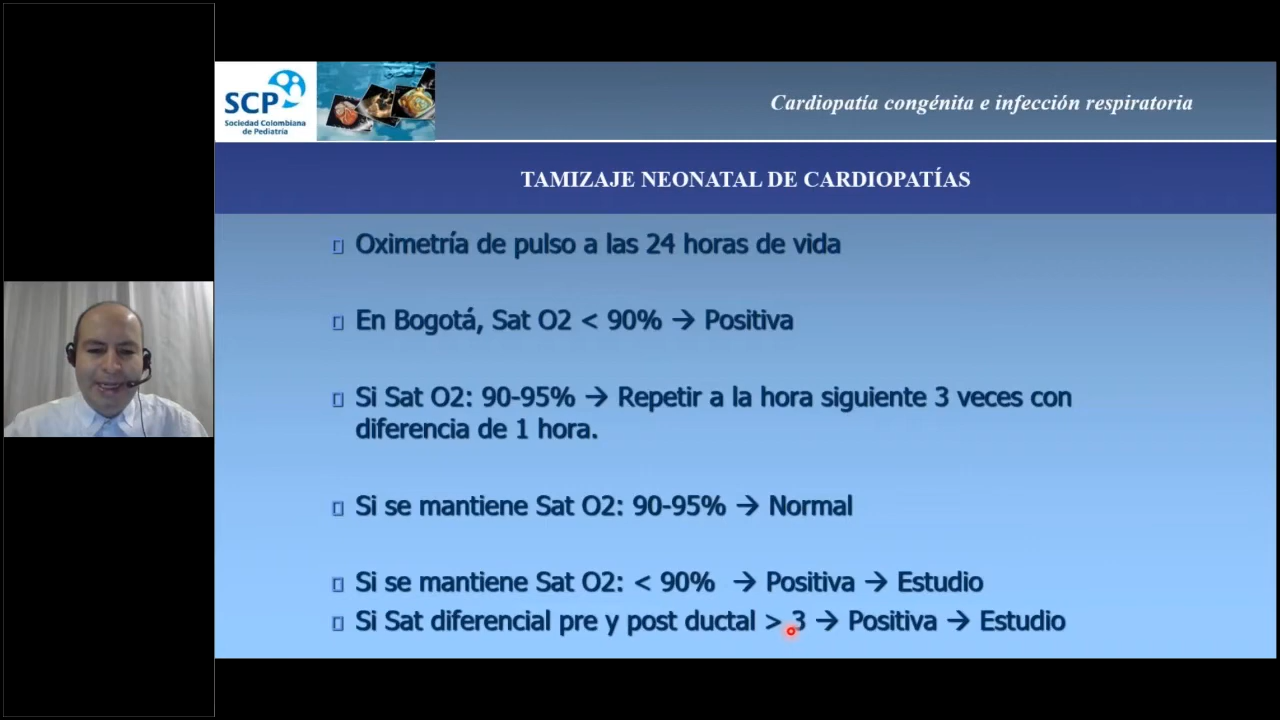 SCP
Sociedad Colombiana
de Pediatría
Cardiopatía congénita e infección respiratoria
TAMIZAJE NEONATAL DE CARDIOPATÍAS
Oximetría de pulso a las 24 horas de vida
En Bogotá, Sat O2 < 90% → Positiva
Si Sat O2: 90-95% → Repetir a la hora siguiente 3 veces con
diferencia de 1 hora.
Si se mantiene Sat O2: 90-95% → Normal
Si se mantiene Sat O2: < 90% → Positiva → Estudio
Si Sat diferencial pre y post ductal > 3 → Positiva → Estudio